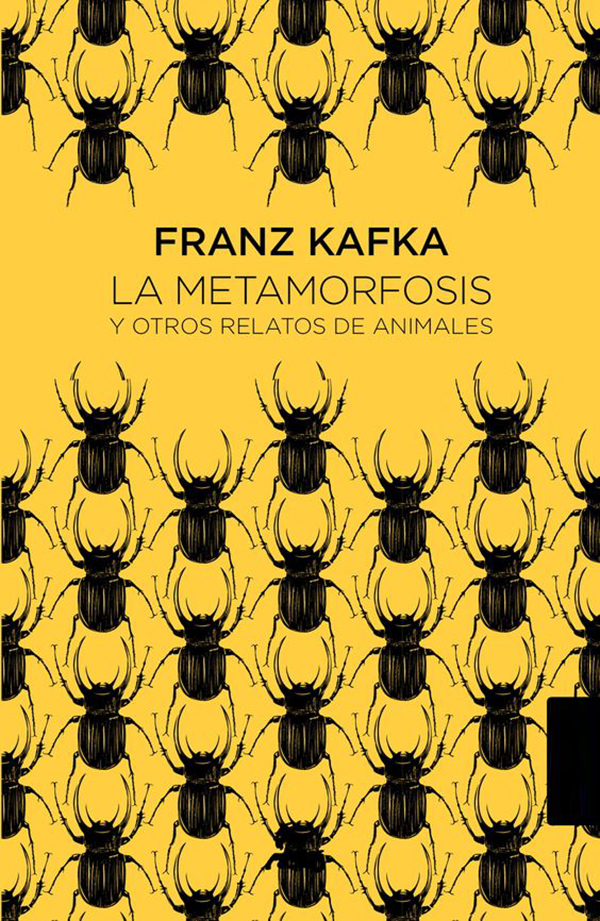 FRANZ KAFKA
LA METAMORFOSIS
Y OTROS RELATOS DE ANIMALES